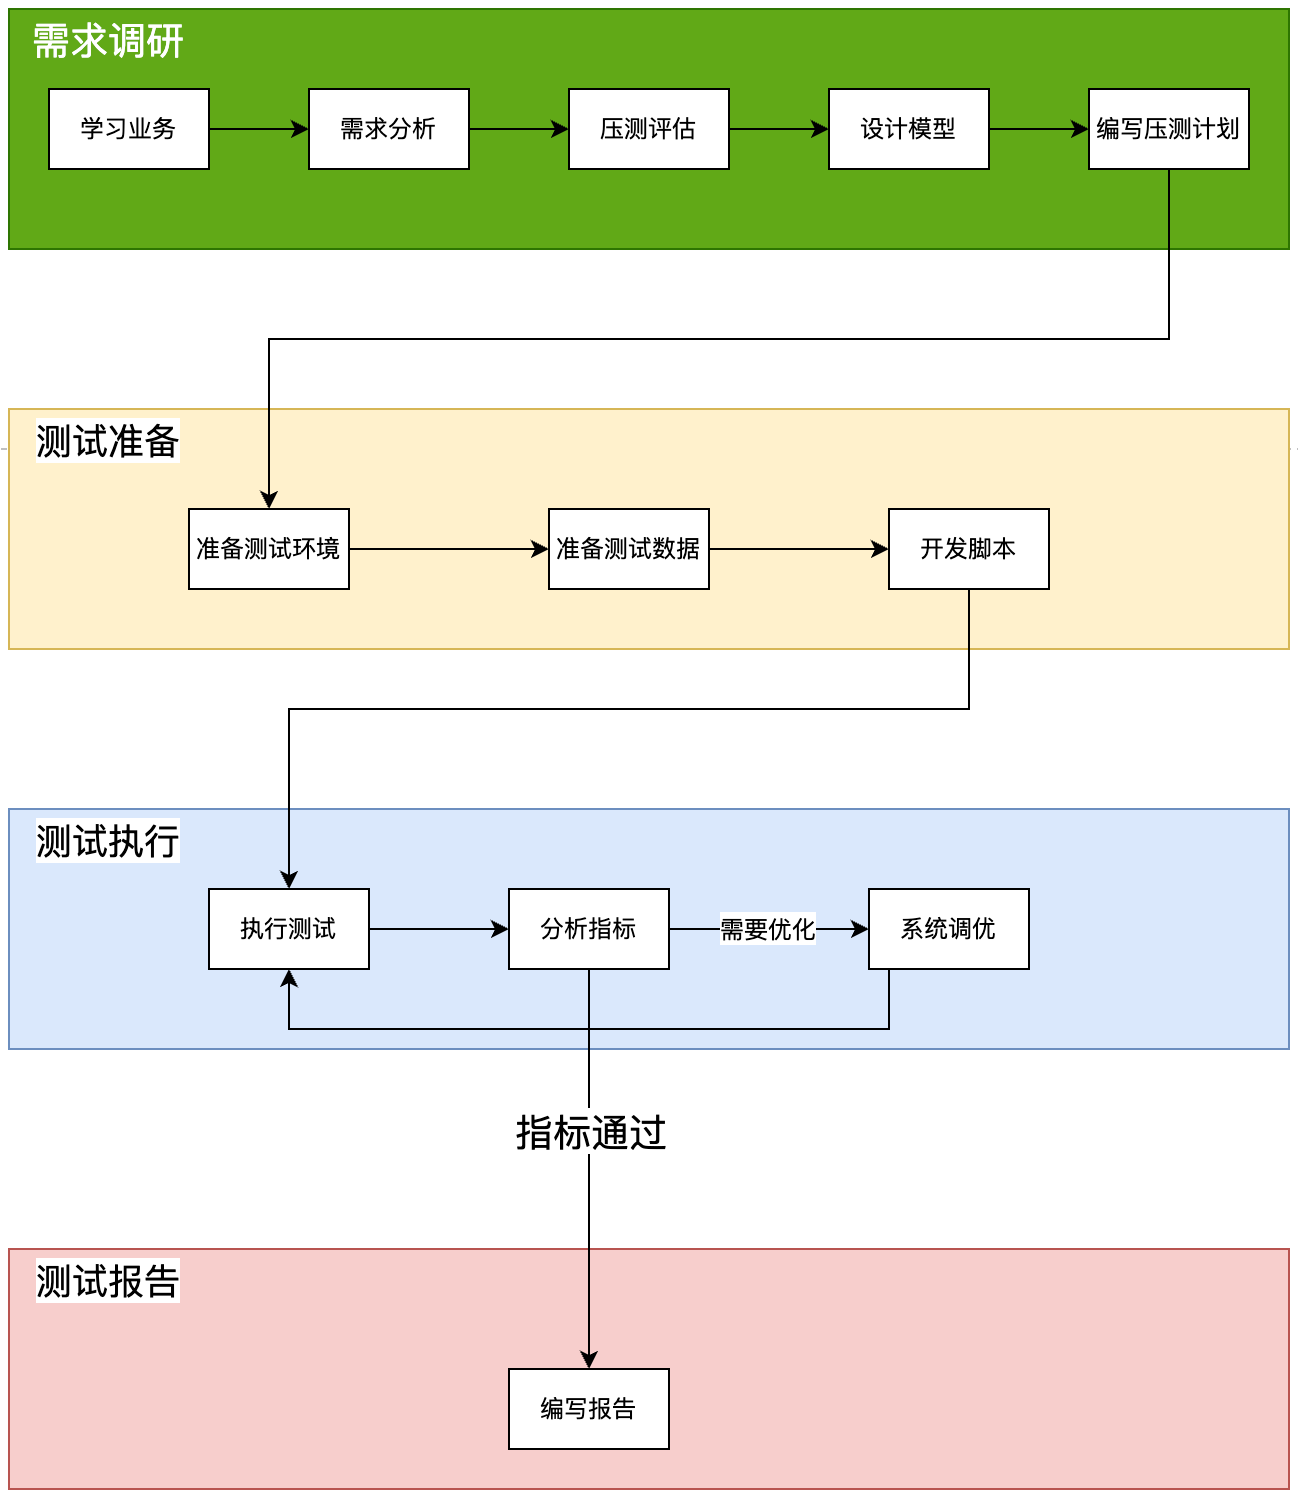 需求调研
学习业务
需求分析
压测评估
设计模型
编写压测计划
测试准备
准备测试环境
准备测试数据
开发脚本
测试执行
执行测试
分析指标
需要优化
系统调优
指标通过
测试报告
编写报告